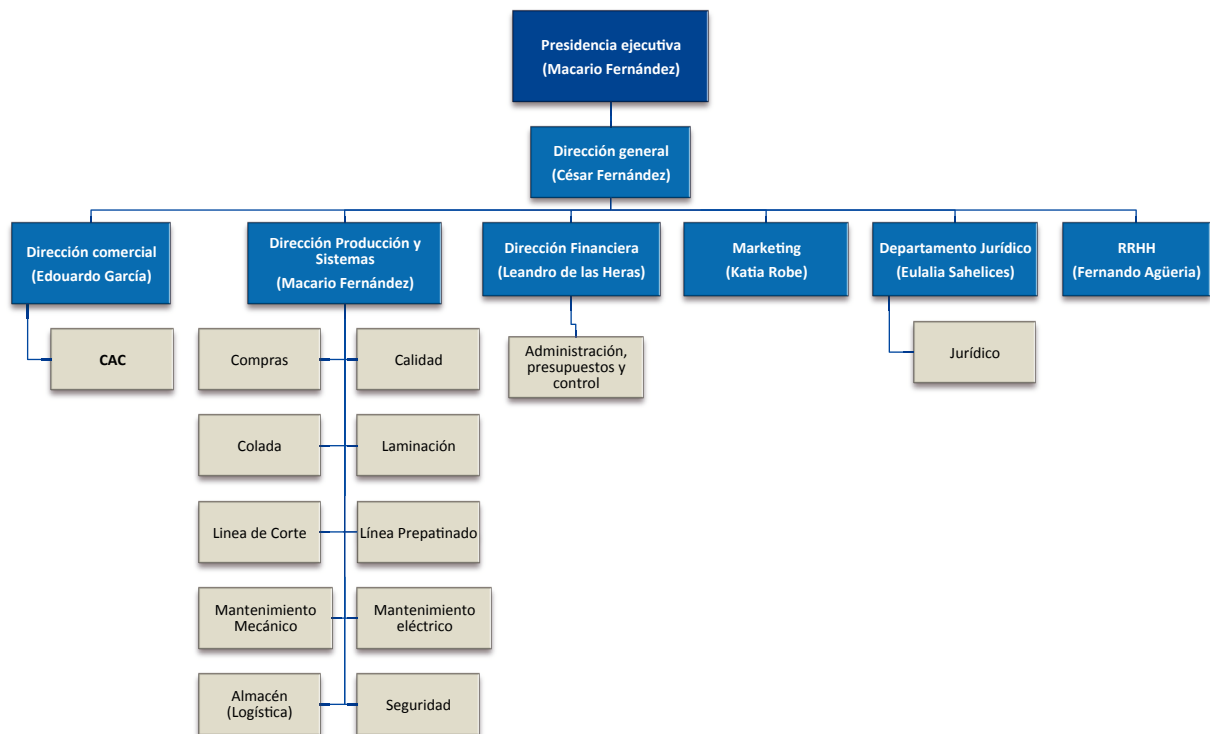 Presidencia ejecutiva
(Macario Fernández)
Dirección general
(César Fernández)
Dirección comercial
(Edouardo García)
Dirección Producción y
Sistemas
(Macario Fernández)
Dirección Financiera
(Leandro de las Heras)
Marketing
(Katia Robe)
Departamento Jurídico
(Eulalia Sahelices)
RRHH
(Fernando Agüeria)
CAC
Compras
Calidad
Administración,
presupuestos y
control
Jurídico
Colada
Laminación
Linea de Corte
Línea Prepatinado
Mantenimiento
Mecánico
Mantenimiento
eléctrico
Almacén
(Logística)
Seguridad